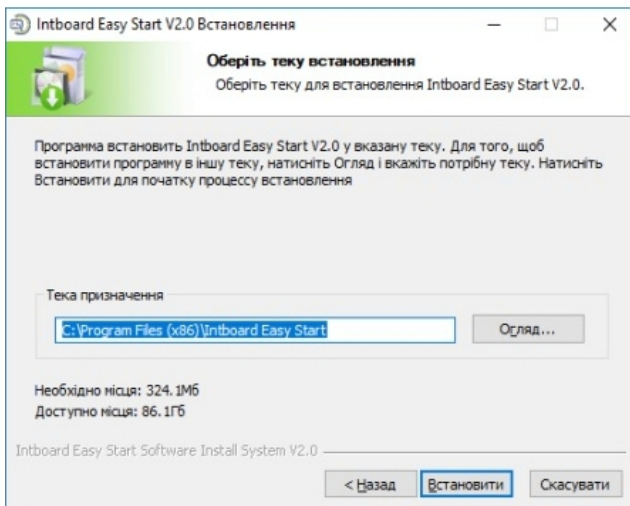 Intboard Easy Start V2.0 Встановлення
Оберіть теку встановлення
Оберіть теку для встановлення Intboard Easy Start V2.0.
Программа встановить Intboard Easy Start V2.0 у вказану теку. Для того, щоб
встановити программу в іншу теку, натисніть Огляд і вкажіть потрібну теку. Натисніть
Встановити для початку процессу встановлення
Тека призначення
C:\Program Files (x86)\Intboard Easy Start
Огляд...
Необхідно місця: 324.1Мб
Доступно місця: 86.1Гб
Intboard Easy Start Software Install System V2.0
< Назад
Встановити
Скасувати